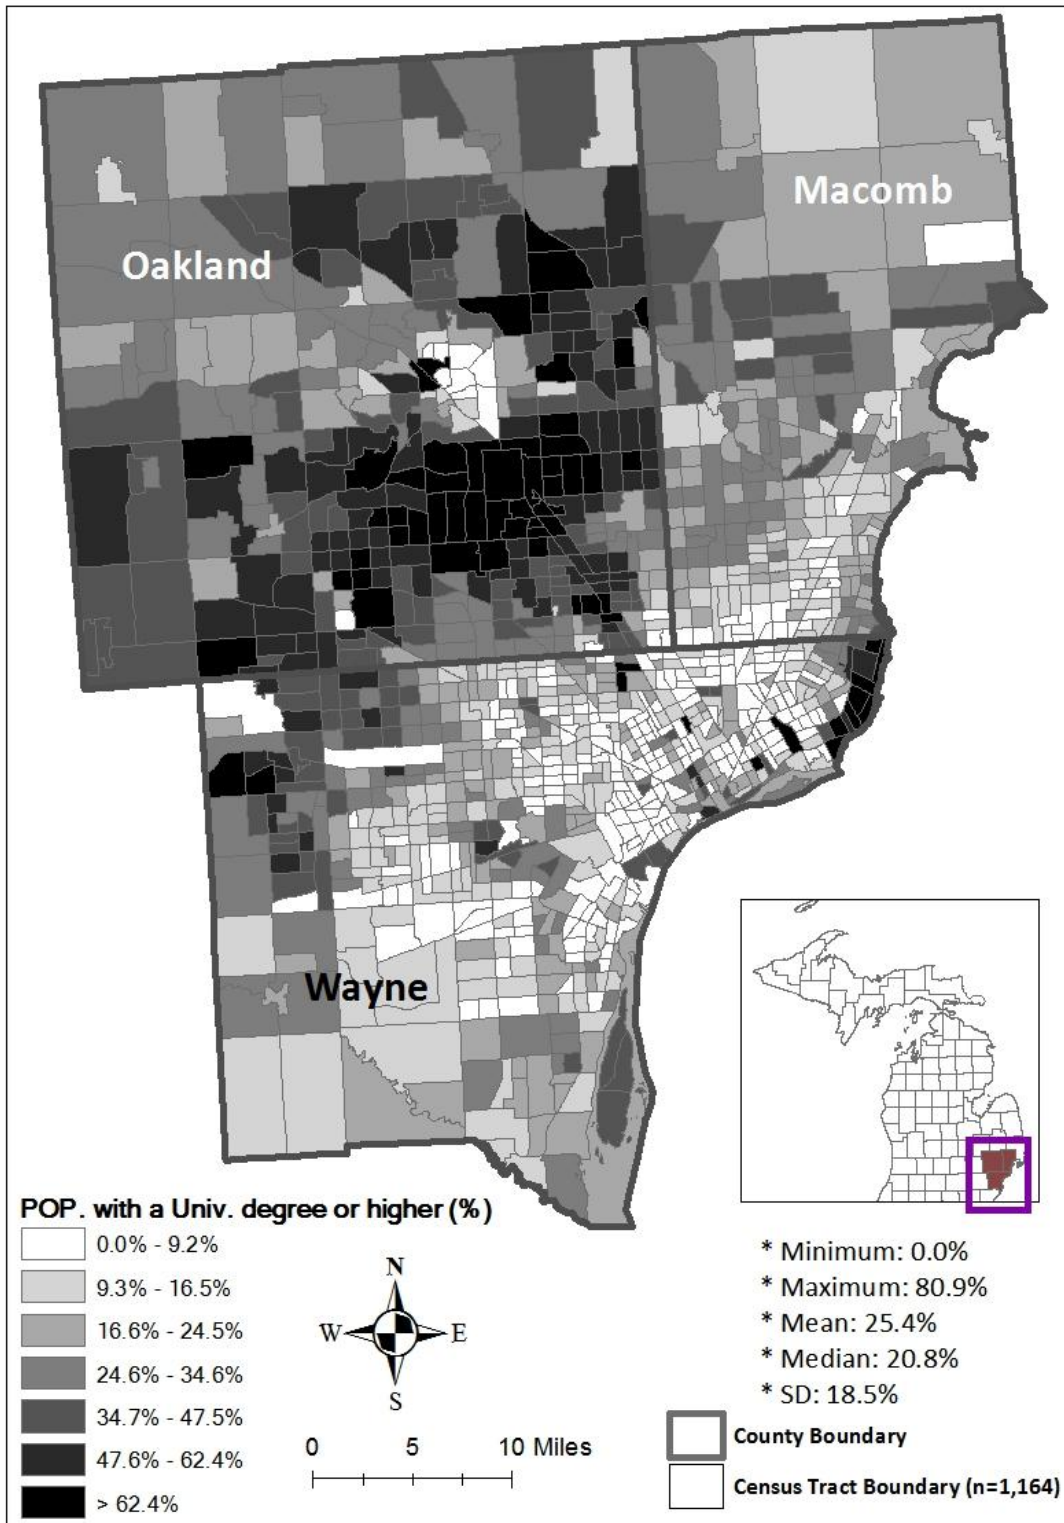 Oakland
Macomb
Wayne
POP. with a Univ. degree or higher (%)
0.0% - 9.2%
9.3% - 16.5%
16.6% - 24.5%
24.6% - 34.6%
34.7% - 47.5%
47.6% - 62.4%
> 62.4%
N
W E
S
0 5 10 Miles
* Minimum: 0.0%
* Maximum: 80.9%
* Mean: 25.4%
* Median: 20.8%
* SD: 18.5%
County Boundary
Census Tract Boundary (n=1,164)